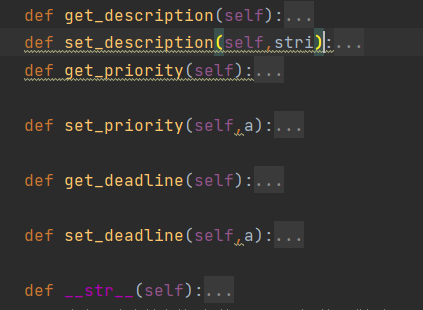 def get_description(self):...
def set_description(self,stri):...
def get_priority(self):...
def set_priority(self,a):...
def get_deadline(self):...
def set_deadline(self,a):...
def __str__(self):...